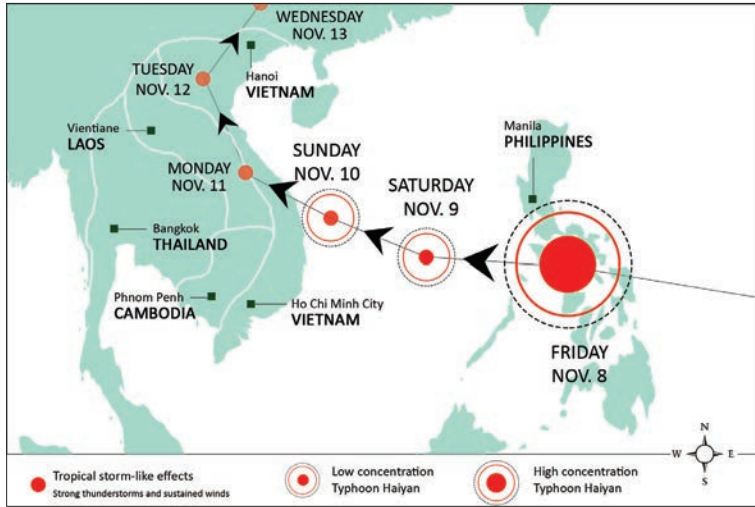 WEDNESDAY
NOV. 13
TUESDAY
NOV. 12
Hanoi
VIETNAM
Vientiane
LAOS
MONDAY
NOV. 11
SUNDAY
NOV. 10
SATURDAY
NOV. 9
Manila
PHILIPPINES
Bangkok
THAILAND
Phnom Penh
CAMBODIA
Ho Chi Minh City
VIETNAM
FRIDAY
NOV. 8
N
W
E
S
Tropical storm-like effects
Strong thunderstorms and sustained winds
Low concentration
Typhoon Haiyan
High concentration
Typhoon Haiyan